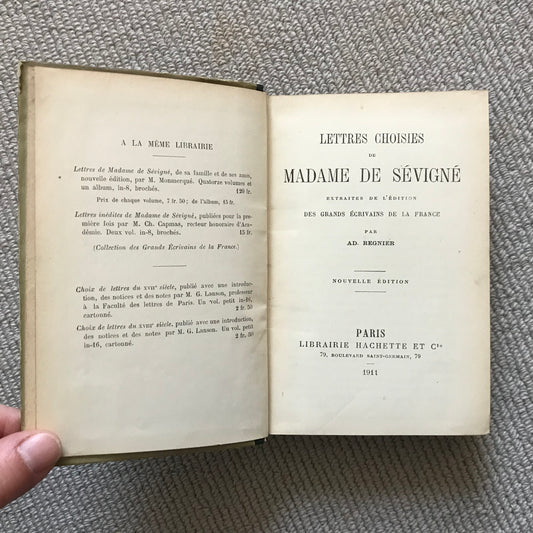 A LA MÊME LIBRAIRIE
Lettres de Madame de Sévigné, de sa famille et de ses amis,
nouvelle édition, par M. Monmerqué. Quatorze volumes et
un album, in-8, brochés. 120 fr.
Prix de chaque volume, 7 fr. 50; de l'album, 15 fr.
Lettres inédites de Madame de Sévigné, publiées pour la pre-
mière fois par M. Ch. Capmas, recteur honoraire d'Aca-
démie. Deux vol. in-8, brochés. 15 fr.
(Collection des Grands Écrivains de la France.)
Choix de lettres du XVIIe siècle, publié avec une introduc-
tion, des notices et des notes par M. G. Lanson, professeur
à la Faculté des lettres de Paris. Un vol. petit in-16,
cartonné. 2 fr. 50
Choix de lettres du XVIIIe siècle, publié avec une introduction,
des notices et des notes par M. G. Lanson. Un vol. petit
in-16, cartonné. 2 fr. 50
LETTRES CHOISIES
DE
MADAME DE SÉVIGNÉ
EXTRAITES DE L'ÉDITION
DES GRANDS ÉCRIVAINS DE LA FRANCE
PAR
AD. REGNIER
NOUVELLE ÉDITION
PARIS
LIBRAIRIE HACHETTE ET Cie
79, BOULEVARD SAINT-GERMAIN, 79
1911